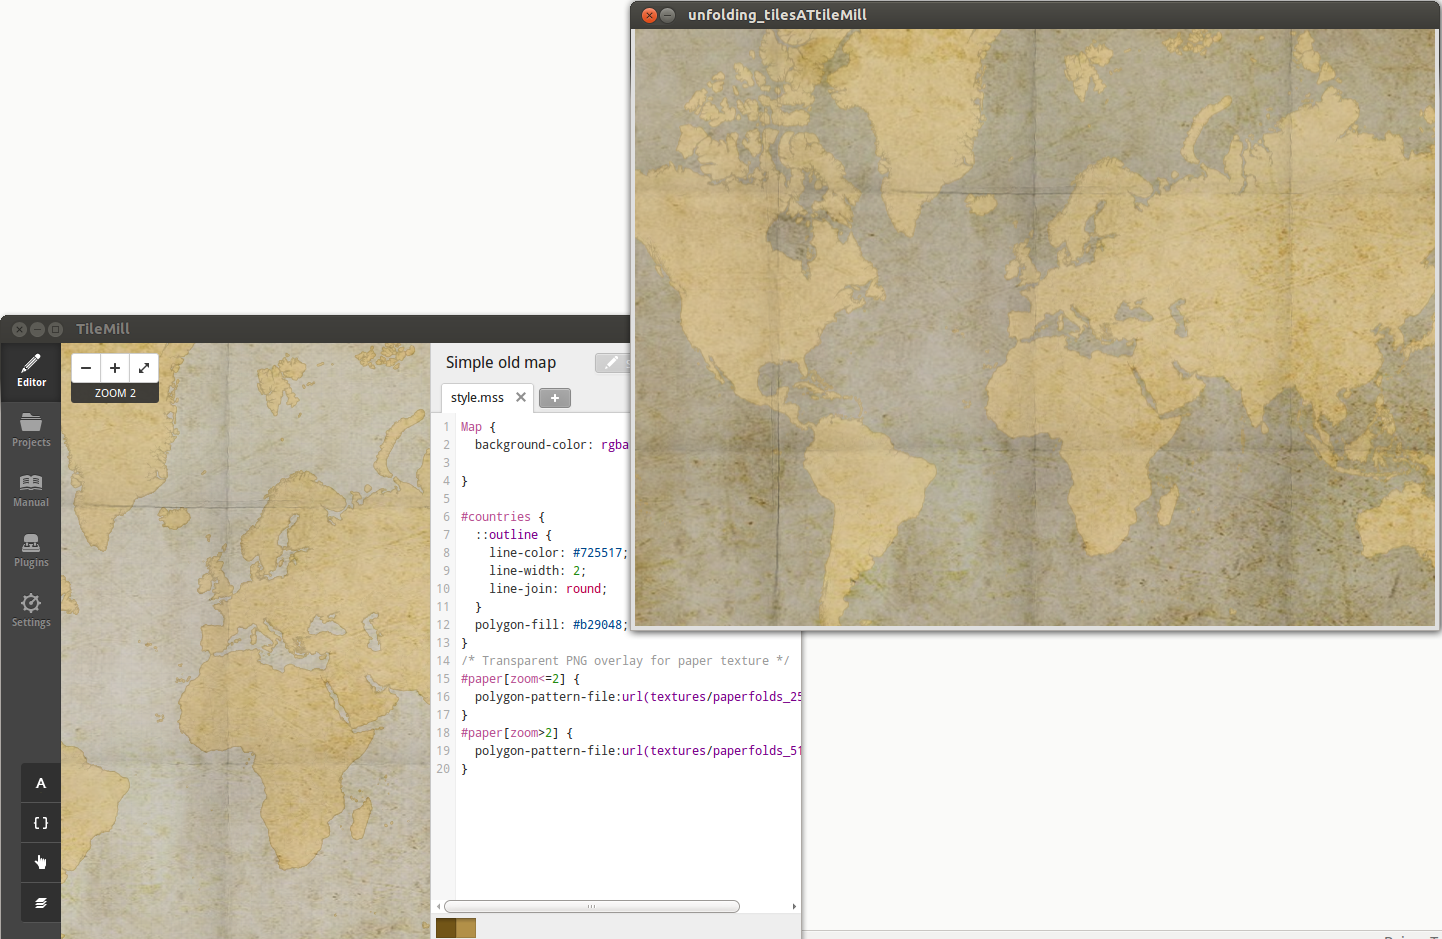 unfolding_tilesATtileMill
TileMill
Editor
Projects
Manual
Plugins
Settings
ZOOM 2
Simple old map
style.mss
1 Map {
2 background-color: rgba
3
4 }
5
6 #countries {
7 ::outline {
8 line-color: #725517;
9 line-width: 2;
10 line-join: round;
11 }
12 polygon-fill: #b29048;
13 }
14 /* Transparent PNG overlay for paper texture */
15 #paper[zoom<=2] {
16 polygon-pattern-file:url(textures/paperfolds_25
17 }
18 #paper[zoom>2] {
19 polygon-pattern-file:url(textures/paperfolds_51
20 }
A
{}